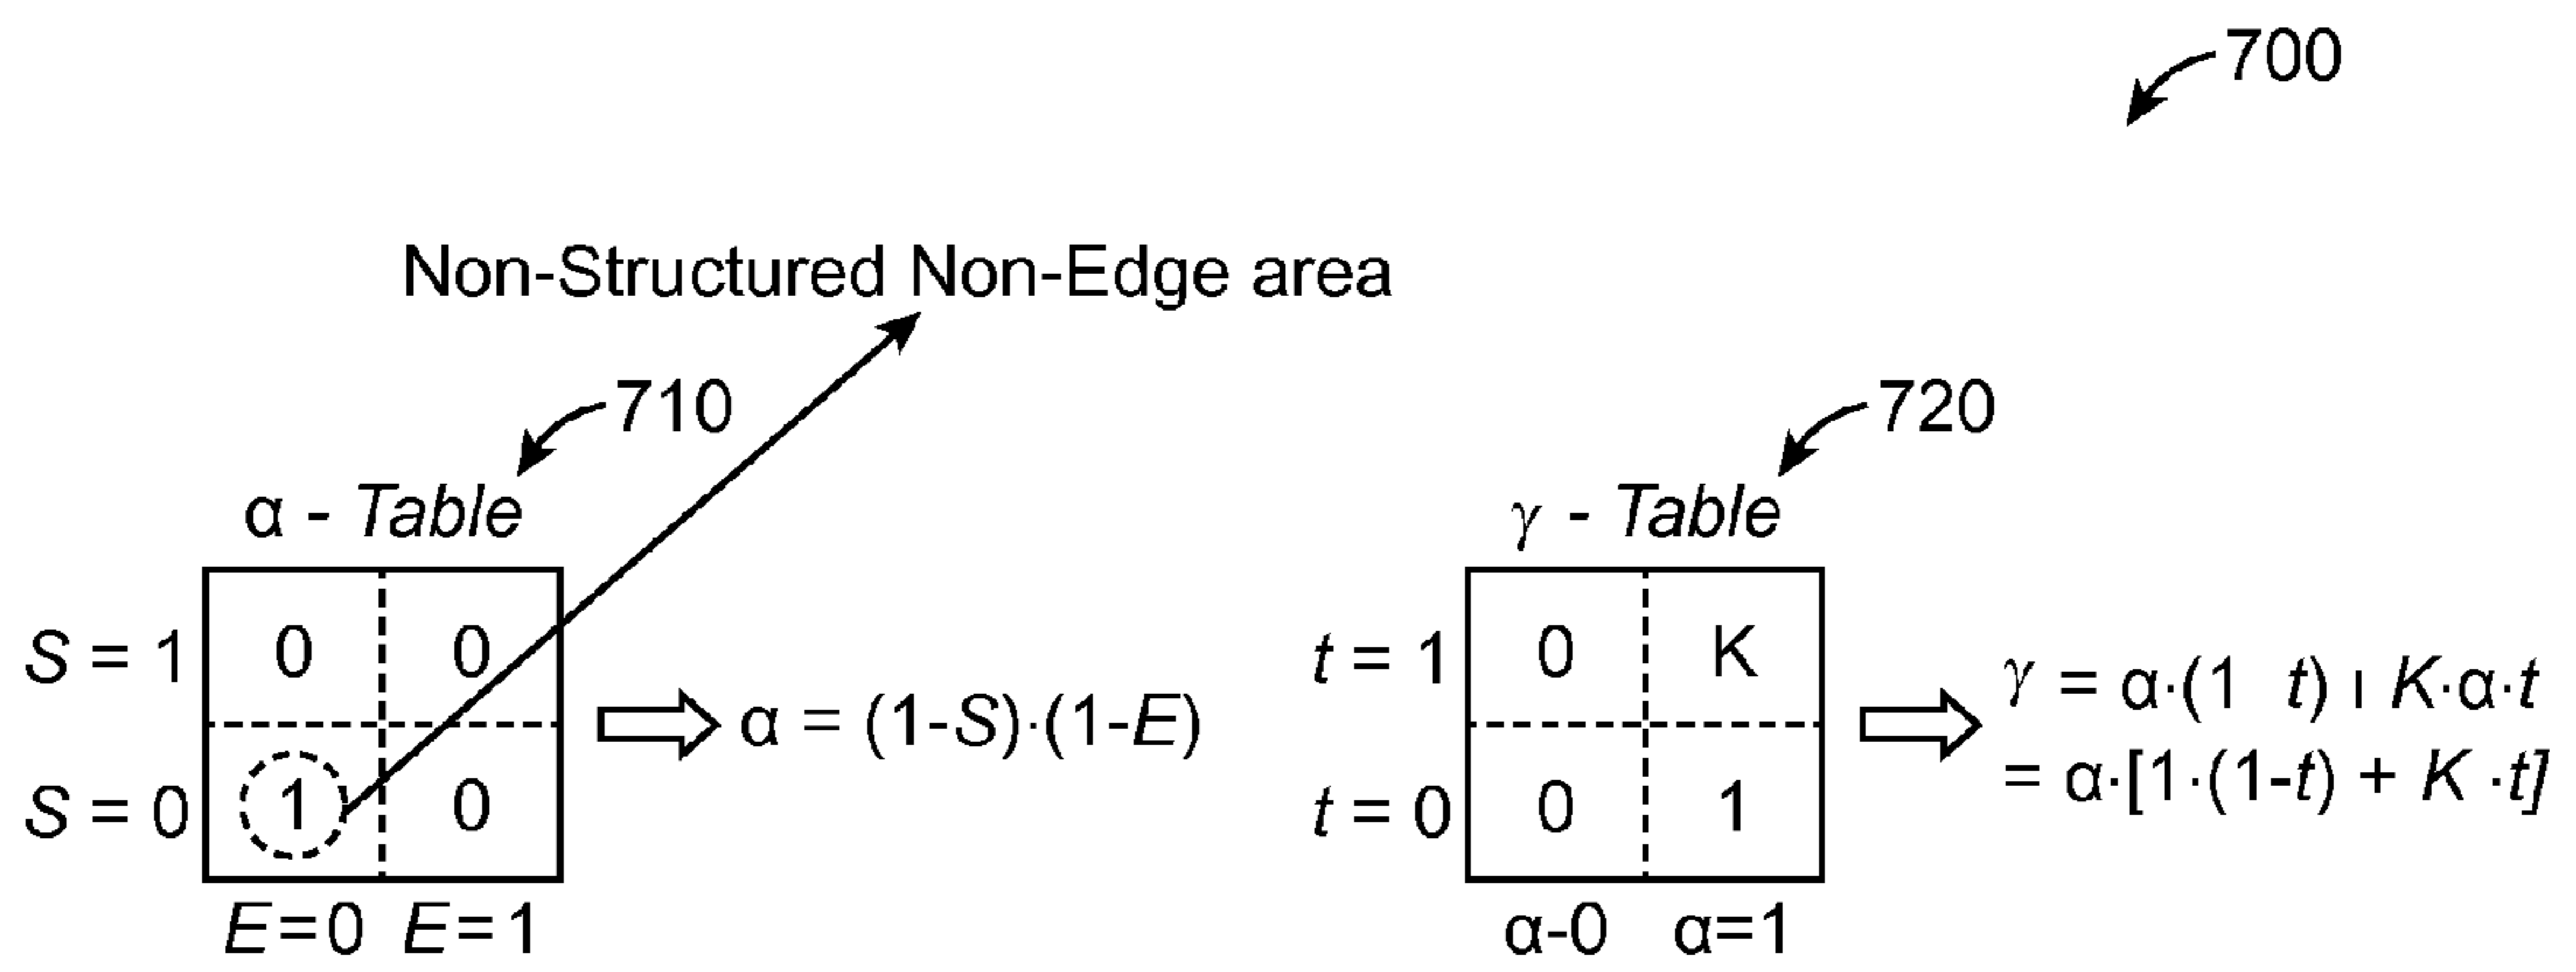 700
Non-Structured Non-Edge area
710
720
α - Table
γ - Table
S = 1 0 0
t = 1 0 K
α = (1-S)·(1-E)
γ = α·(1 t) ı K·α·t
= α·[1·(1-t) + K ·t]
S = 0 1 0
t = 0 0 1
E=0 E=1
α-0 α=1